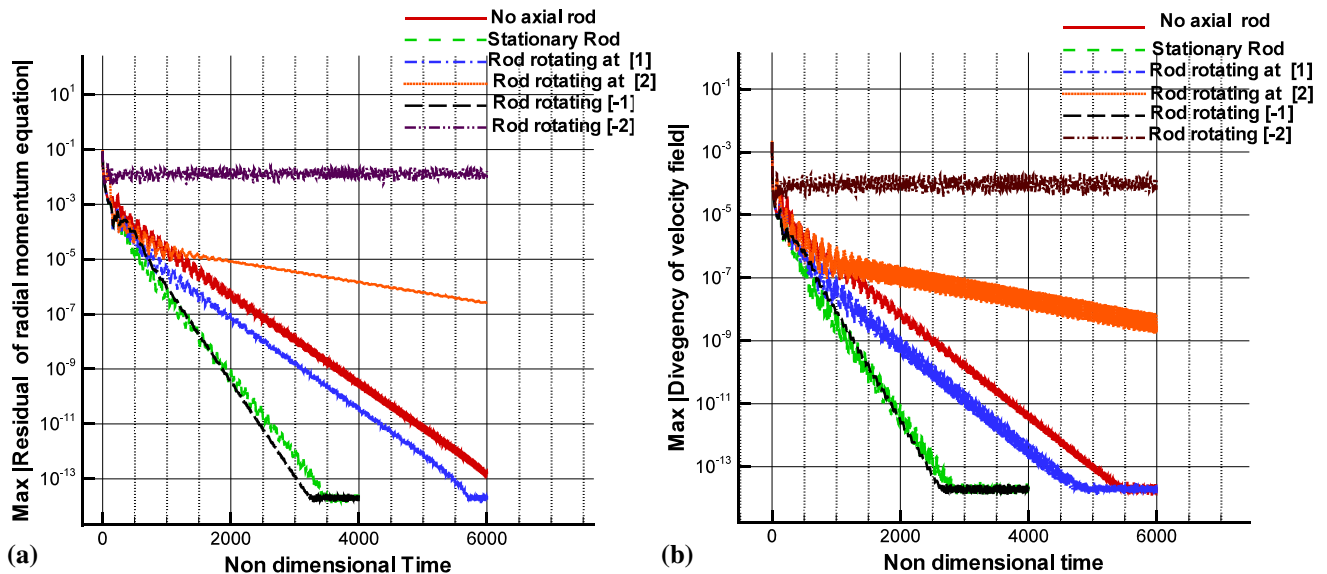 No axial rod
Stationary Rod
Rod rotating at [1]
Rod rotating at [2]
Rod rotating [-1]
Rod rotating [-2]
Max |Residual of radial momentum equation|
10^1
10^-1
10^-3
10^-5
10^-7
10^-9
10^-11
10^-13
0 2000 4000 6000
Non dimensional Time
(a)
No axial rod
Stationary Rod
Rod rotating at [1]
Rod rotating at [2]
Rod rotating [-1]
Rod rotating [-2]
Max |Divegency of velocity field|
10^-1
10^-3
10^-5
10^-7
10^-9
10^-11
10^-13
0 2000 4000 6000
Non dimensional time
(b)